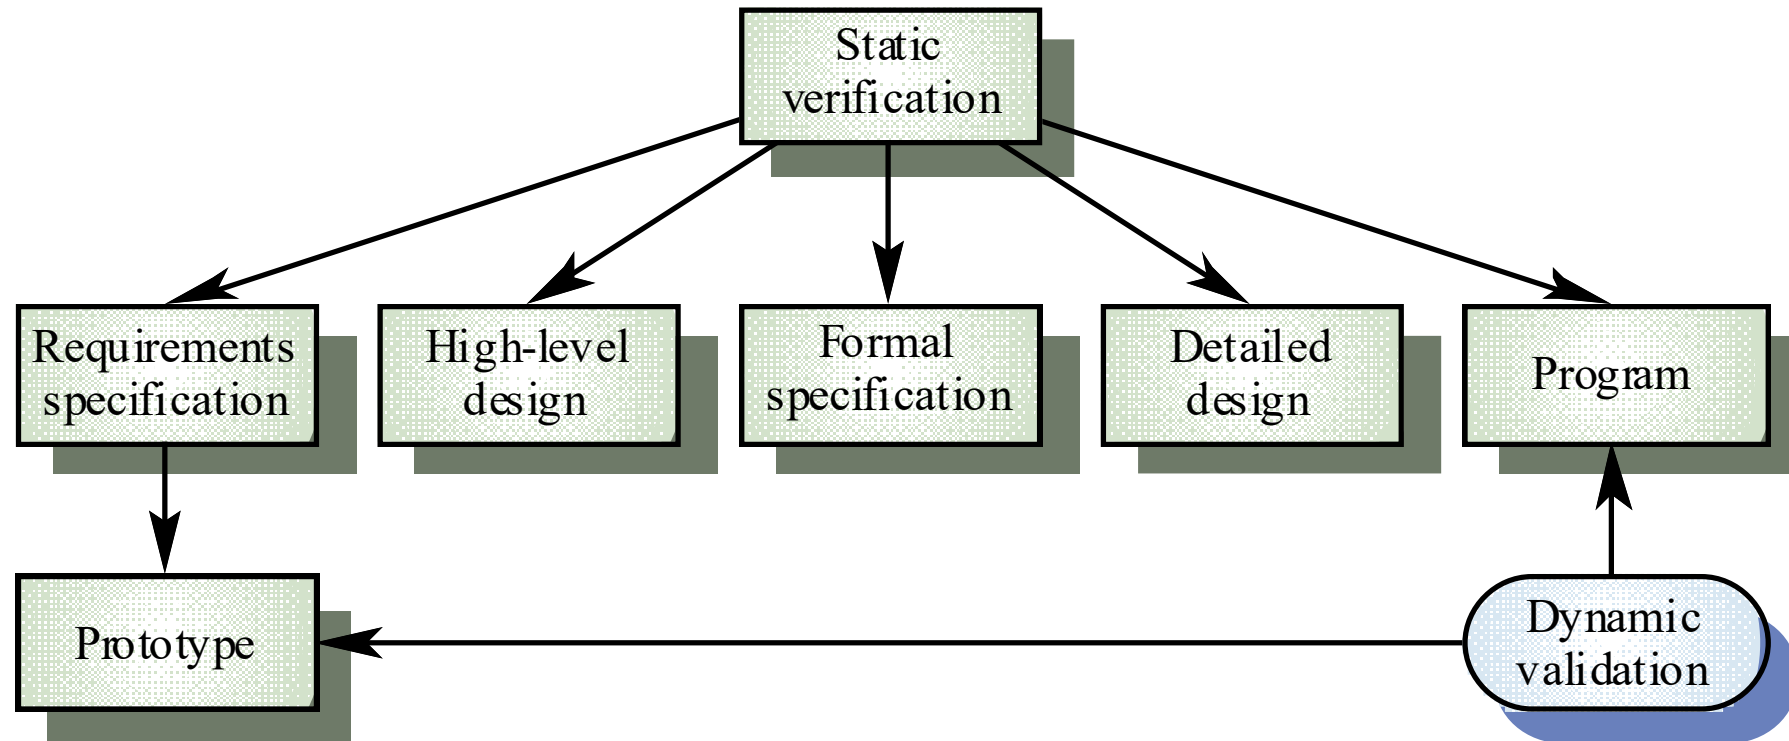 Static
verification
Requirements
specification
High-level
design
Formal
specification
Detailed
design
Program
Prototype
Dynamic
validation